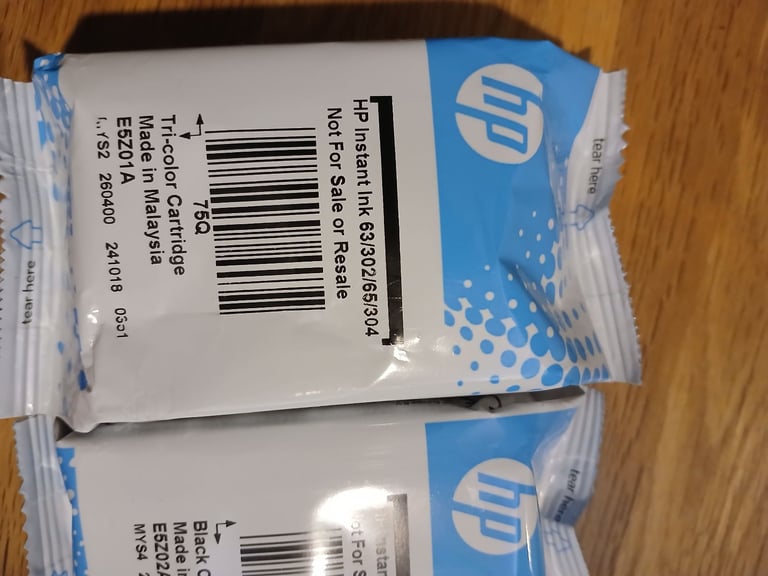 hp
tear here
HP Instant Ink 63/302/65/304
Not For Sale or Resale
75Q
Tri-color Cartridge
Made in Malaysia
E5Z01A
260400 241018
tear here
hp
tear here
Black
Made
E5Z02A
MYS4